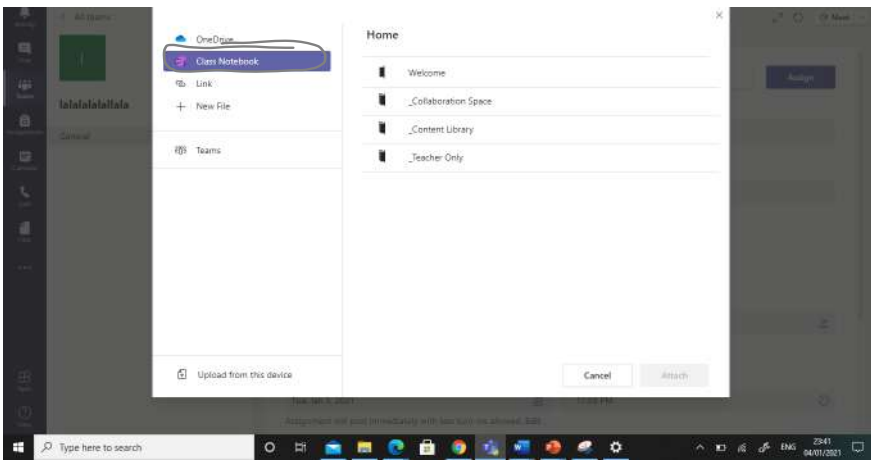 All teams
OneDrive
Class Notebook
Link
New File
Teams
Upload from this device
Home
Welcome
_Collaboration Space
_Content Library
_Teacher Only
Cancel
Attach
Assign
lalalalalallala
General
Type here to search
ENG
23:41
04/01/2021